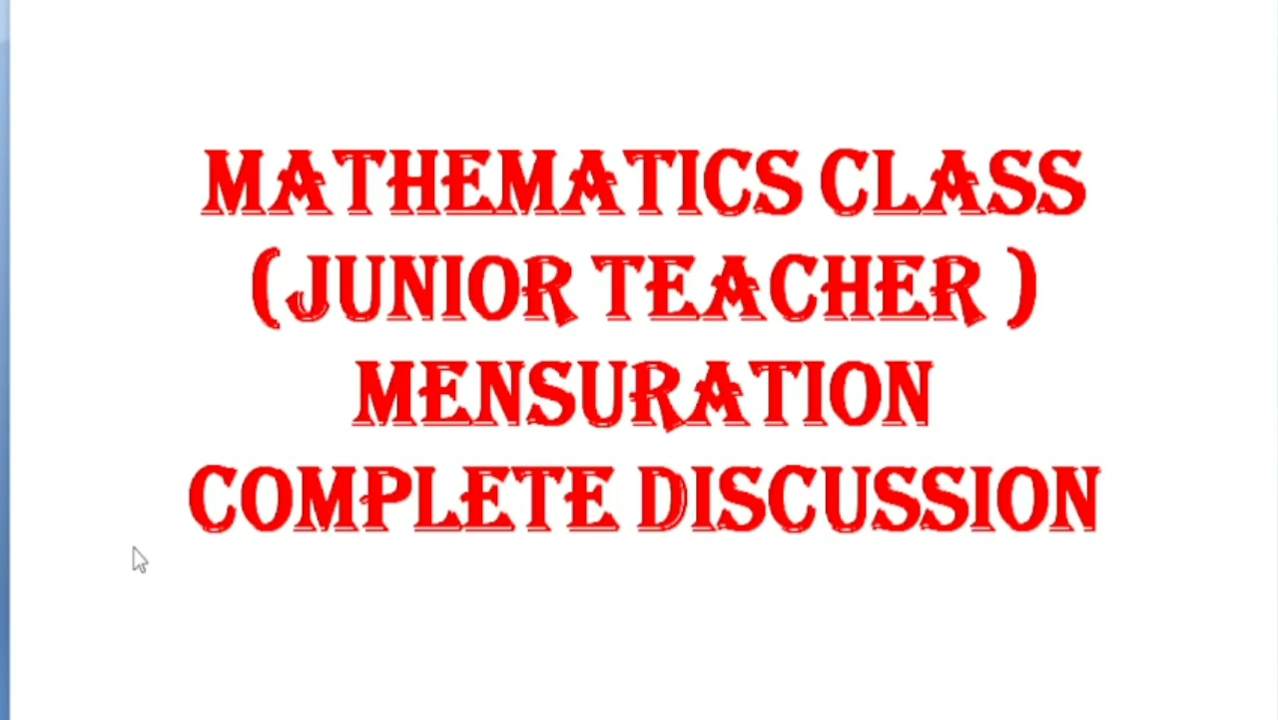 MATHEMATICS CLASS
(JUNIOR TEACHER )
MENSURATION
COMPLETE DISCUSSION